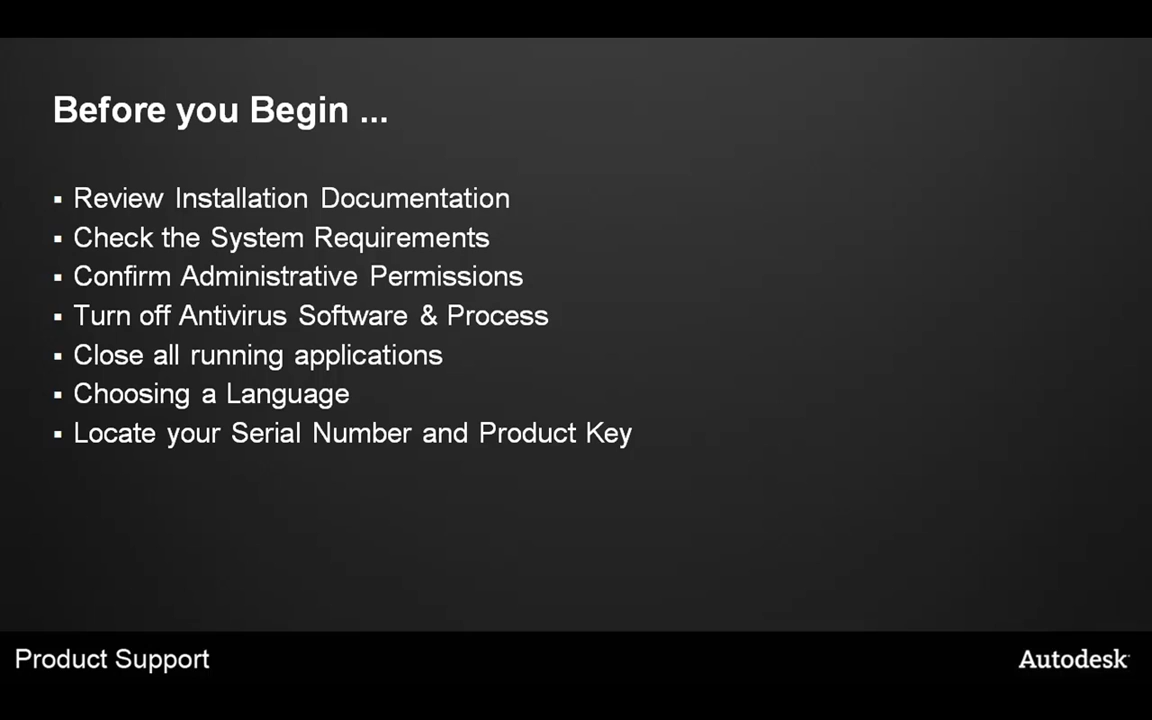 Before you Begin ...
▪ Review Installation Documentation
▪ Check the System Requirements
▪ Confirm Administrative Permissions
▪ Turn off Antivirus Software & Process
▪ Close all running applications
▪ Choosing a Language
▪ Locate your Serial Number and Product Key
Product Support
Autodesk